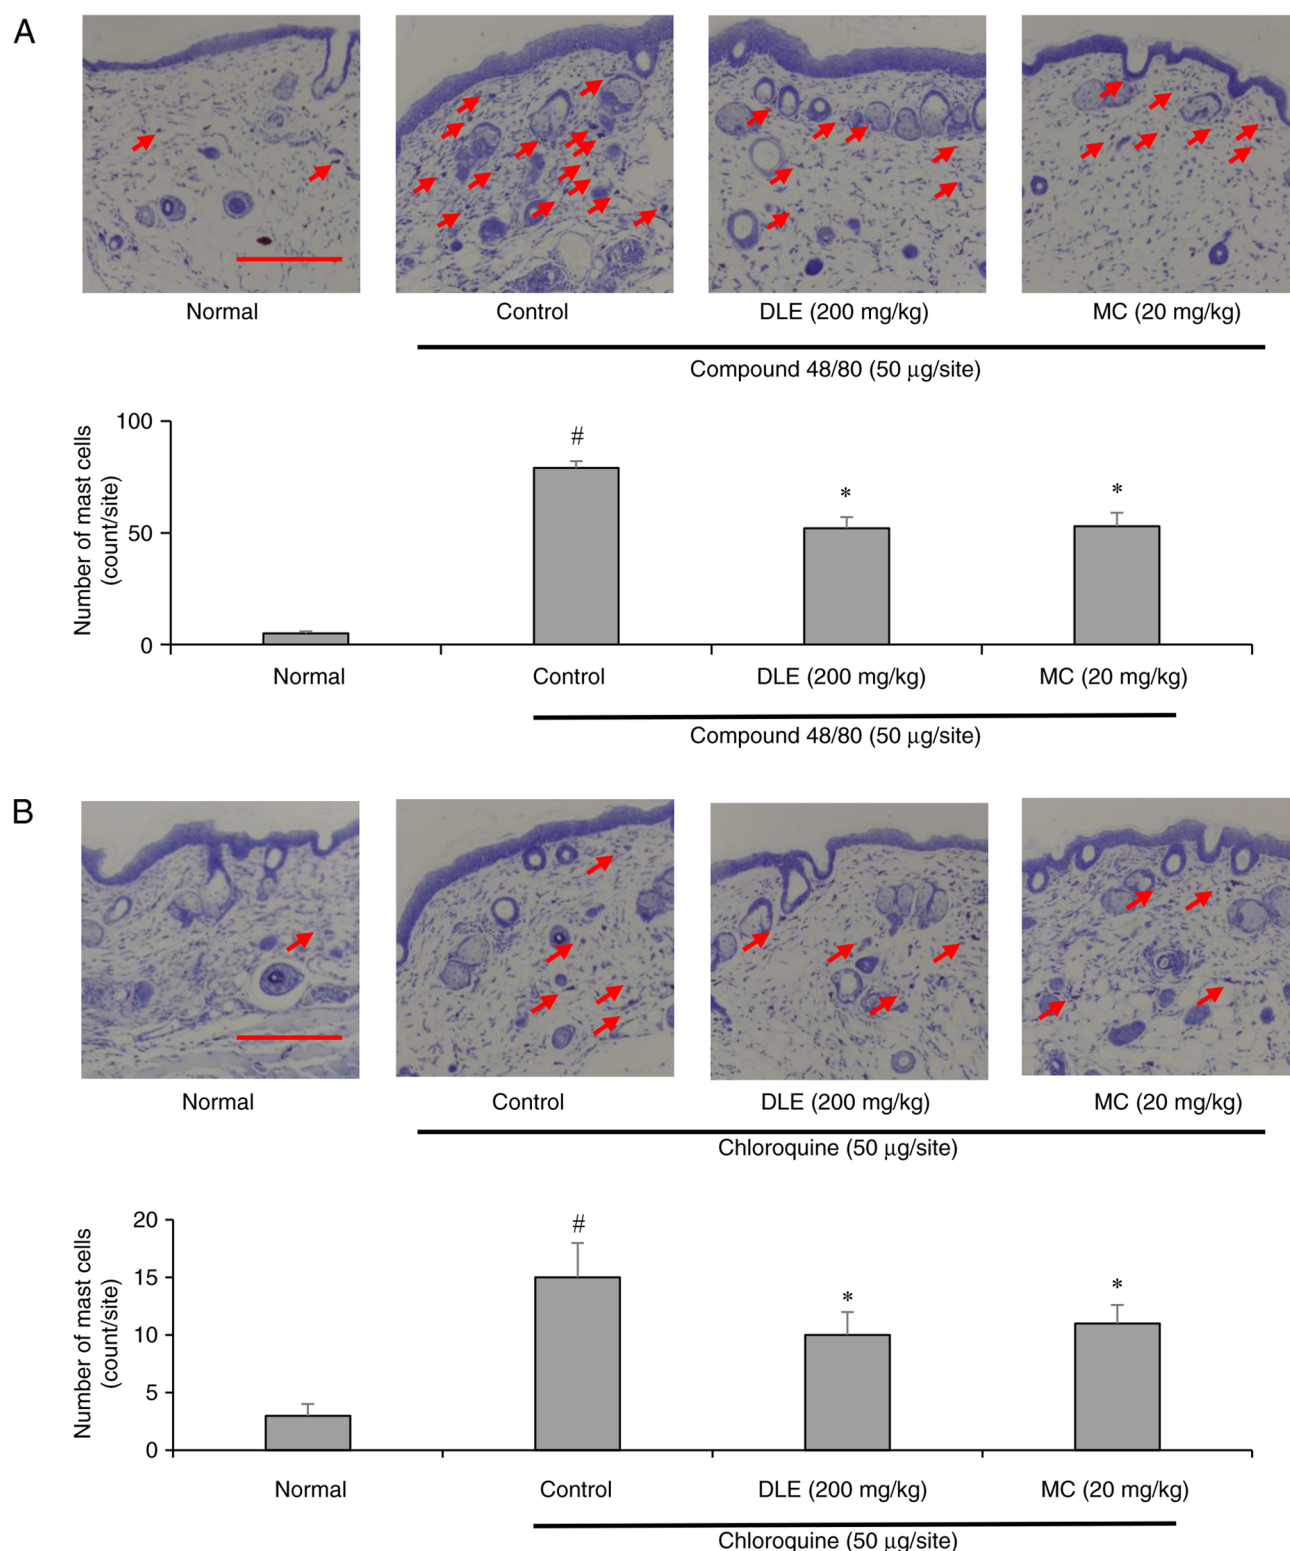 A
Normal
Control
DLE (200 mg/kg)
MC (20 mg/kg)
Compound 48/80 (50 μg/site)
Number of mast cells
(count/site)
100
50
0
#
*
*
Normal
Control
DLE (200 mg/kg)
MC (20 mg/kg)
Compound 48/80 (50 μg/site)
B
Normal
Control
DLE (200 mg/kg)
MC (20 mg/kg)
Chloroquine (50 μg/site)
Number of mast cells
(count/site)
20
15
10
5
0
#
*
*
Normal
Control
DLE (200 mg/kg)
MC (20 mg/kg)
Chloroquine (50 μg/site)